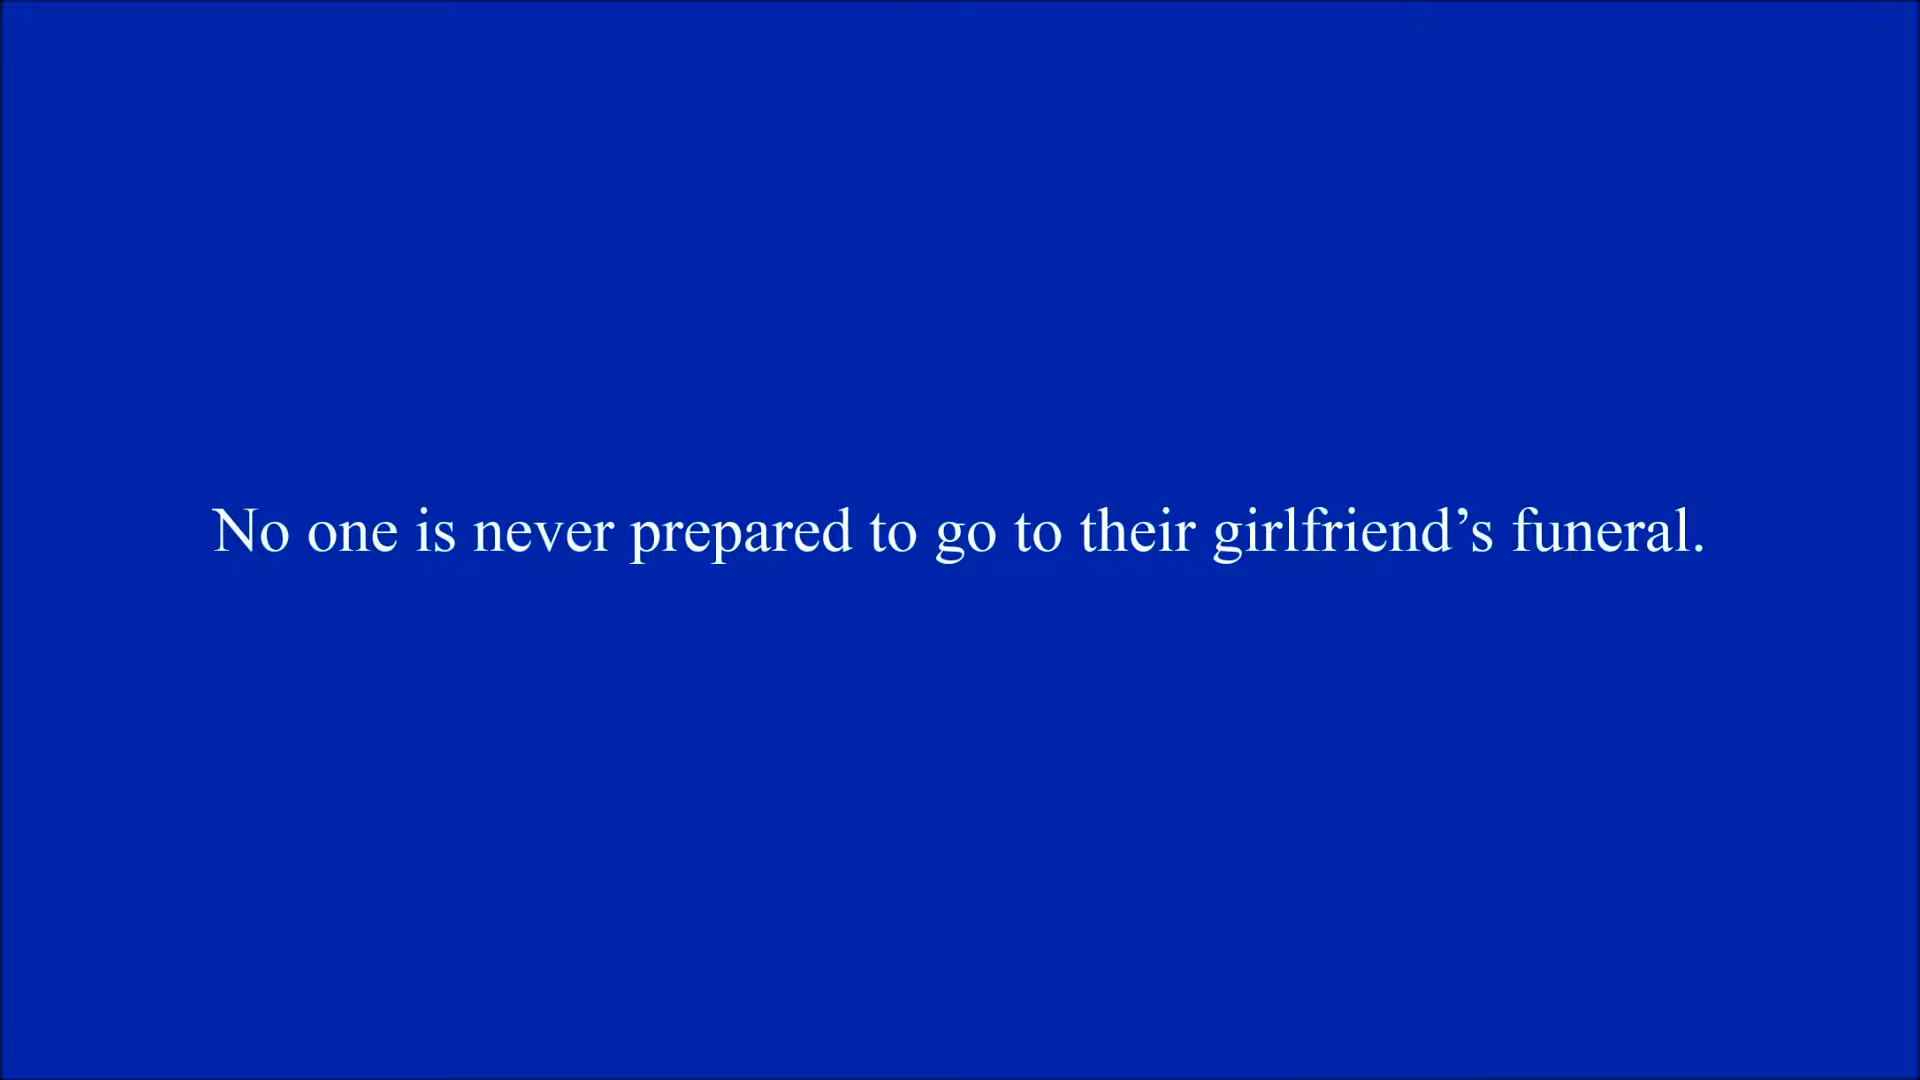 No one is never prepared to go to their girlfriend’s funeral.